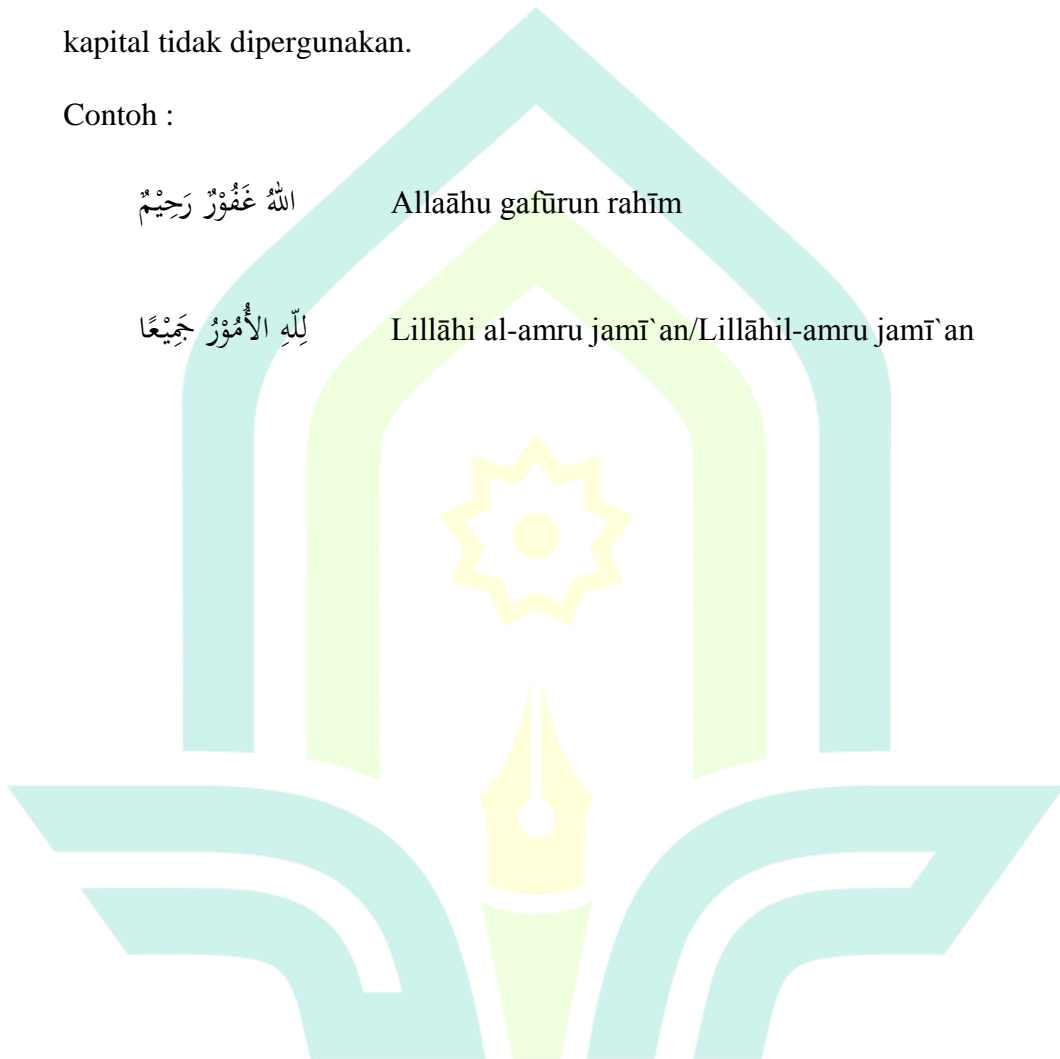 kapital tidak dipergunakan.
Contoh :
اللهُ غَفُوْرٌ رَحِيْمٌ Allaāhu gafūrun rahīm
لِلّهِ الأُمُوْرُ جَمِيْعًا Lillāhi al-amru jamī`an/Lillāhil-amru jamī`an